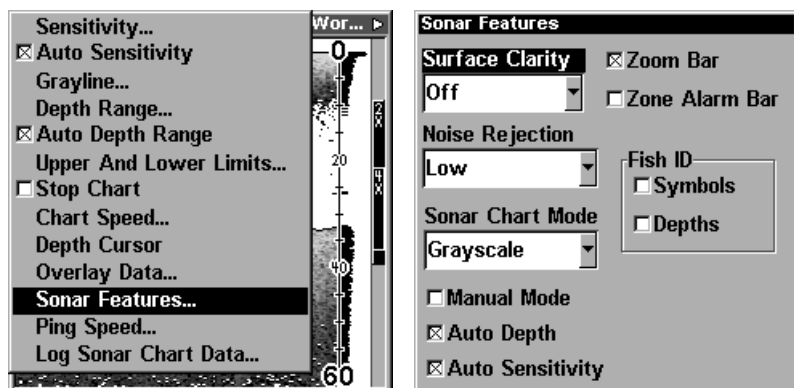 Sensitivity...
Auto Sensitivity
Grayline...
Depth Range...
Auto Depth Range
Upper And Lower Limits...
Stop Chart
Chart Speed...
Depth Cursor
Overlay Data...
Sonar Features...
Ping Speed...
Log Sonar Chart Data...
Wor...
0
20
40
60
2X
4X
Sonar Features
Surface Clarity
Off
Noise Rejection
Low
Sonar Chart Mode
Grayscale
Manual Mode
Auto Depth
Auto Sensitivity
Zoom Bar
Zone Alarm Bar
Fish ID
Symbols
Depths